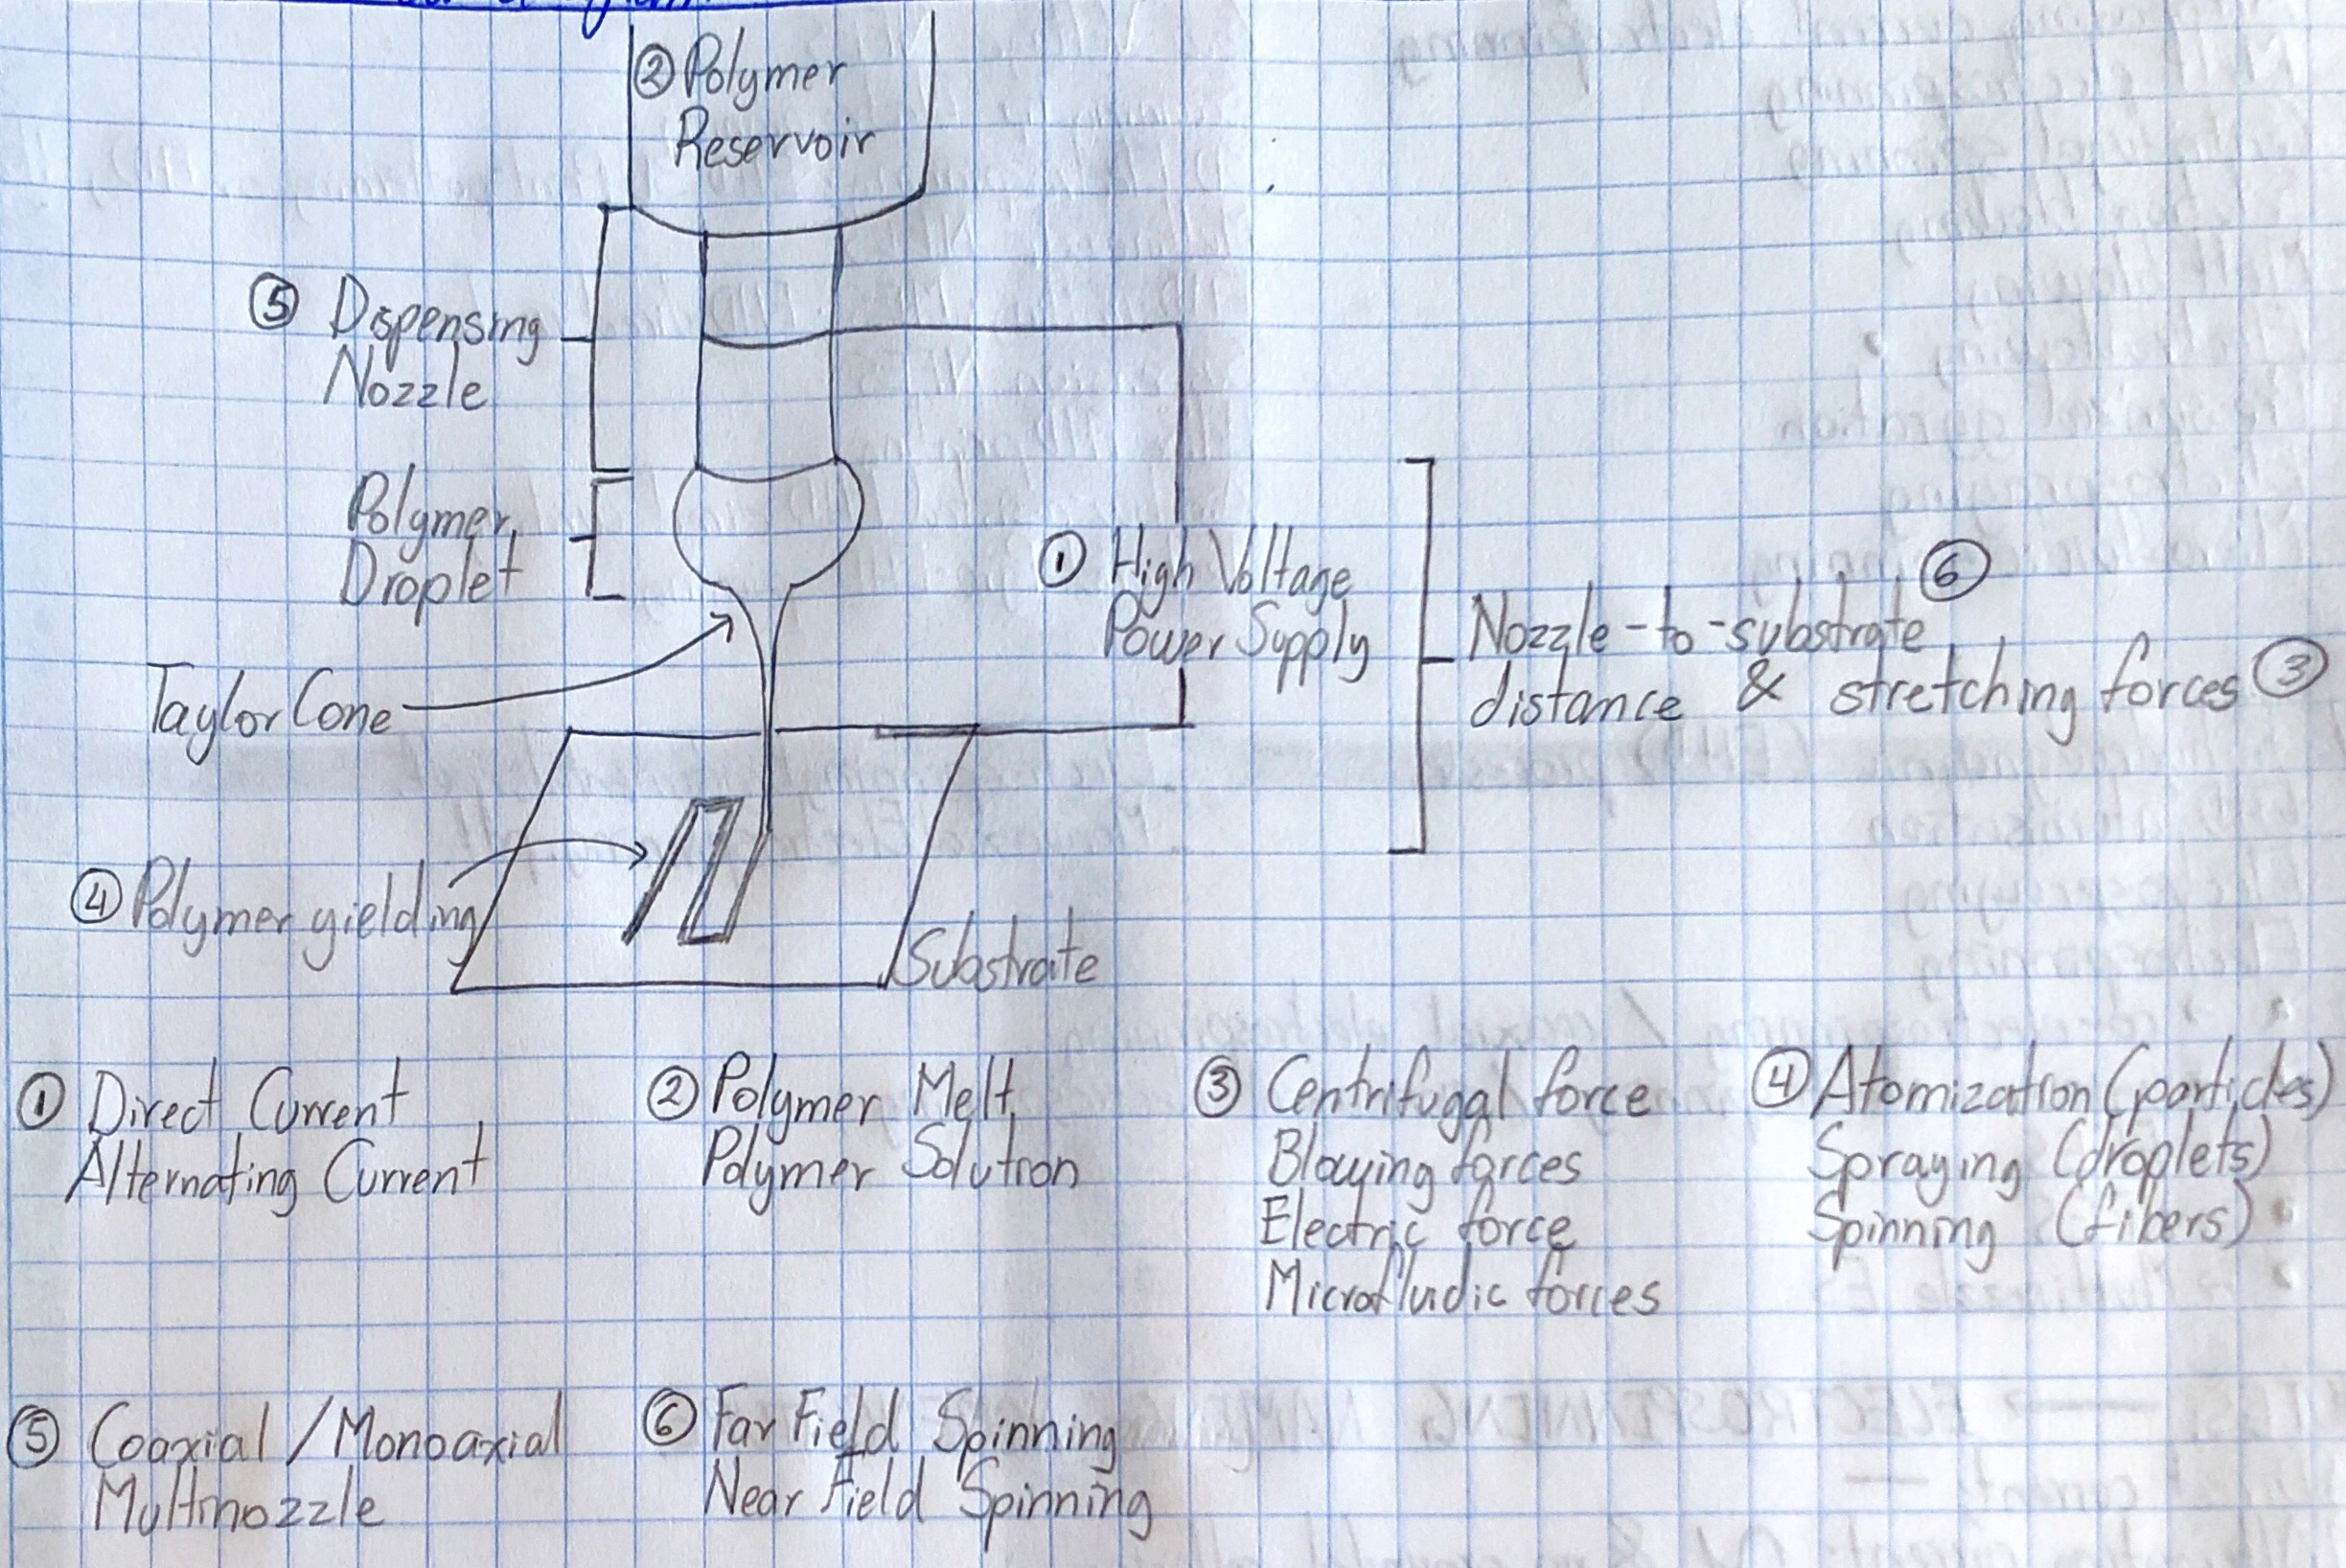 ② Polymer
Reservoir
⑤ Dispensing
Nozzle
Polymer
Droplet
① High Voltage
Power Supply
⑥
Nozzle-to-substrate
distance & stretching forces ③
Taylor Cone
④ Polymer yielding
Substrate
① Direct Current
Alternating Current
② Polymer Melt
Polymer Solution
③ Centrifugal force
Blowing forces
Electric force
Microfluidic forces
④ Atomization (particles)
Spraying (droplets)
Spinning (fibers)
⑤ Coaxial / Monoaxial
Multinozzle
⑥ Far Field Spinning
Near Field Spinning